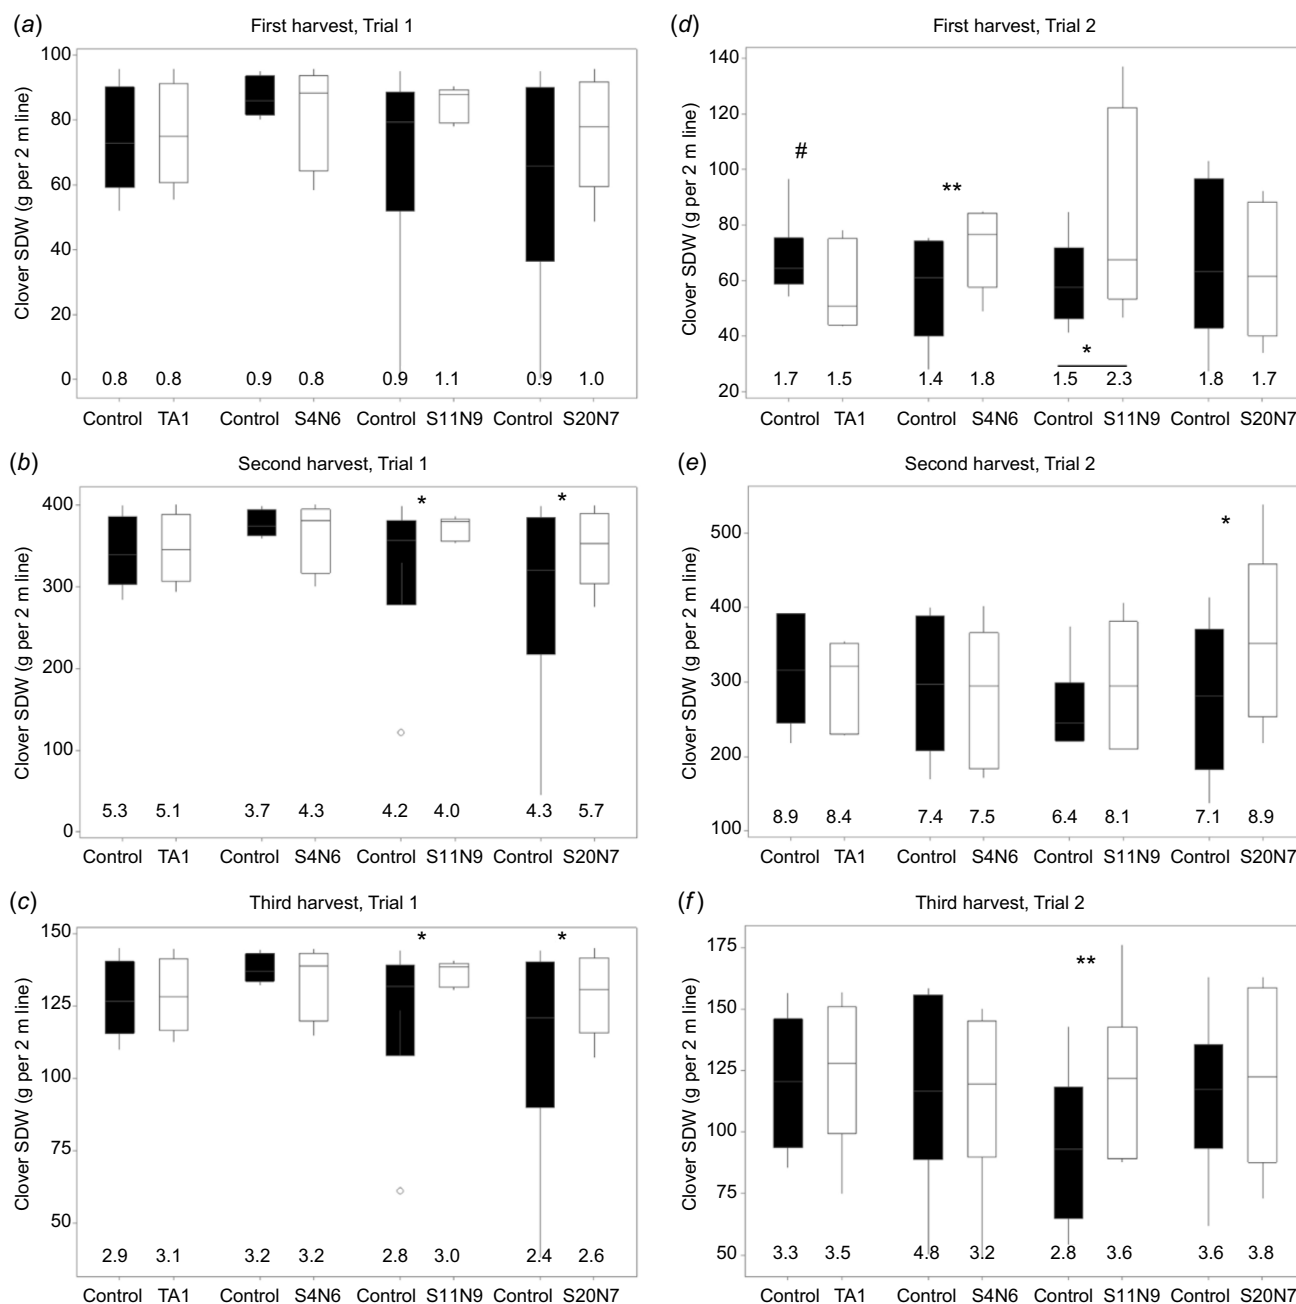 (a)
First harvest, Trial 1
Clover SDW (g per 2 m line)
100
80
60
40
20
0
0.8 0.8 0.9 0.8 0.9 1.1 0.9 1.0
Control TA1 Control S4N6 Control S11N9 Control S20N7
(d)
First harvest, Trial 2
Clover SDW (g per 2 m line)
140
120
100
80
60
40
20
#
**
*
1.7 1.5 1.4 1.8 1.5 2.3 1.8 1.7
Control TA1 Control S4N6 Control S11N9 Control S20N7
(b)
Second harvest, Trial 1
Clover SDW (g per 2 m line)
400
300
200
100
0
* *
5.3 5.1 3.7 4.3 4.2 4.0 4.3 5.7
Control TA1 Control S4N6 Control S11N9 Control S20N7
(e)
Second harvest, Trial 2
Clover SDW (g per 2 m line)
500
400
300
200
100
*
8.9 8.4 7.4 7.5 6.4 8.1 7.1 8.9
Control TA1 Control S4N6 Control S11N9 Control S20N7
(c)
Third harvest, Trial 1
Clover SDW (g per 2 m line)
150
125
100
75
50
* *
2.9 3.1 3.2 3.2 2.8 3.0 2.4 2.6
Control TA1 Control S4N6 Control S11N9 Control S20N7
(f)
Third harvest, Trial 2
Clover SDW (g per 2 m line)
175
150
125
100
75
50
**
3.3 3.5 4.8 3.2 2.8 3.6 3.6 3.8
Control TA1 Control S4N6 Control S11N9 Control S20N7